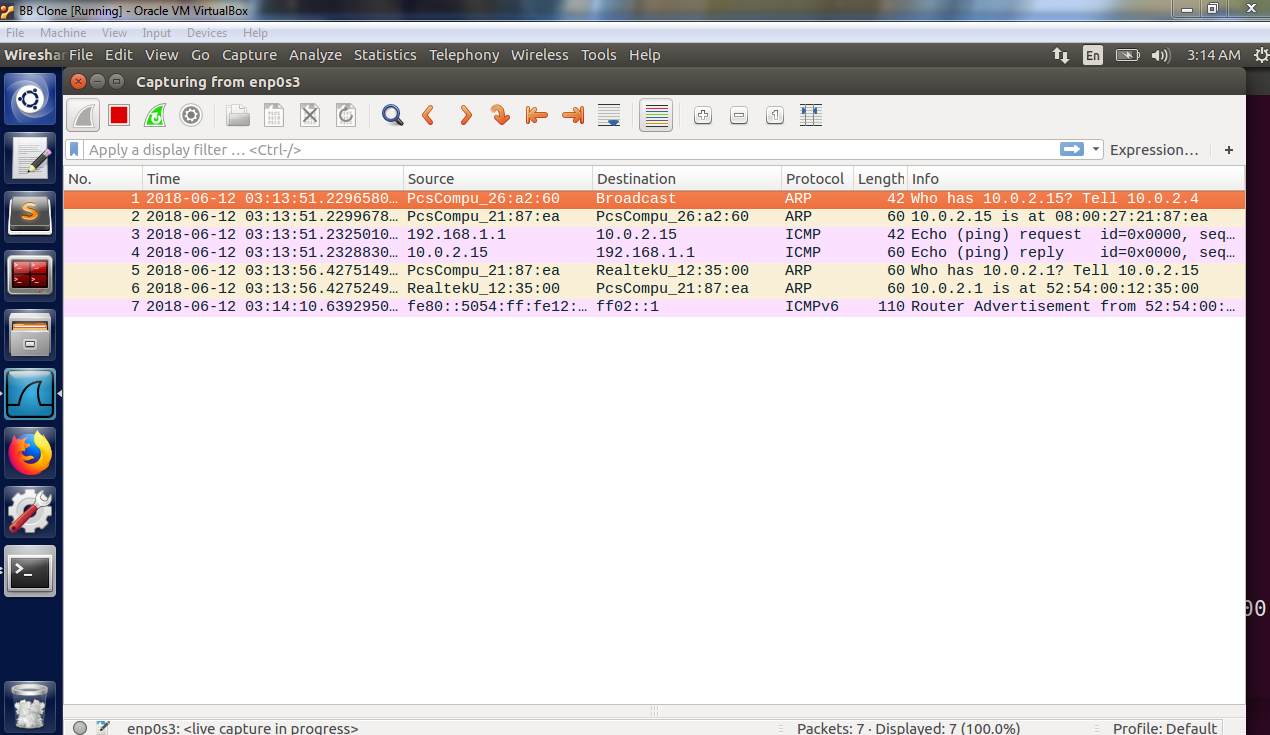 BB Clone [Running] - Oracle VM VirtualBox
File Machine View Input Devices Help
Wireshar File Edit View Go Capture Analyze Statistics Telephony Wireless Tools Help En 3:14 AM
Capturing from enp0s3
Apply a display filter … <Ctrl-/> Expression… +
No. Time Source Destination Protocol Length Info
1 2018-06-12 03:13:51.2296580… PcsCompu_26:a2:60 Broadcast ARP 42 Who has 10.0.2.15? Tell 10.0.2.4
2 2018-06-12 03:13:51.2299678… PcsCompu_21:87:ea PcsCompu_26:a2:60 ARP 60 10.0.2.15 is at 08:00:27:21:87:ea
3 2018-06-12 03:13:51.2325010… 192.168.1.1 10.0.2.15 ICMP 42 Echo (ping) request id=0x0000, seq…
4 2018-06-12 03:13:51.2328830… 10.0.2.15 192.168.1.1 ICMP 60 Echo (ping) reply id=0x0000, seq…
5 2018-06-12 03:13:56.4275149… PcsCompu_21:87:ea RealtekU_12:35:00 ARP 60 Who has 10.0.2.1? Tell 10.0.2.15
6 2018-06-12 03:13:56.4275249… RealtekU_12:35:00 PcsCompu_21:87:ea ARP 60 10.0.2.1 is at 52:54:00:12:35:00
7 2018-06-12 03:14:10.6392950… fe80::5054:ff:fe12:… ff02::1 ICMPv6 110 Router Advertisement from 52:54:00:…
00
enp0s3: <live capture in progress> Packets: 7 · Displayed: 7 (100.0%) Profile: Default